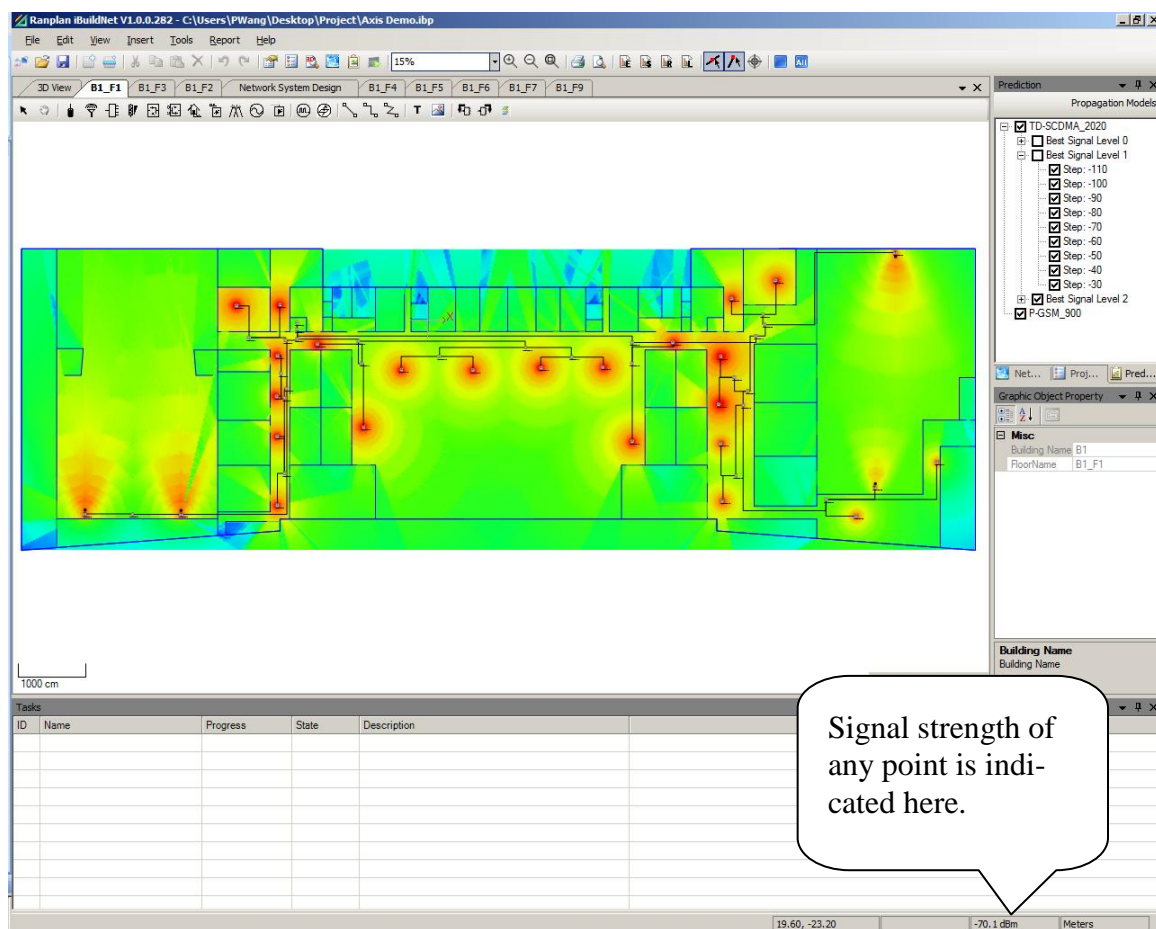 Ranplan iBuildNet V1.0.0.282 - C:\Users\PWang\Desktop\Project\Axis Demo.ibp
File Edit View Insert Tools Report Help
15%
3D View B1_F1 B1_F3 B1_F2 Network System Design B1_F4 B1_F5 B1_F6 B1_F7 B1_F9
Prediction
Propagation Models
TD-SCDMA_2020
Best Signal Level 0
Best Signal Level 1
Step: -110
Step: -100
Step: -90
Step: -80
Step: -70
Step: -60
Step: -50
Step: -40
Step: -30
Best Signal Level 2
P-GSM_900
Net... Proj... Pred...
Graphic Object Property
Misc
Building Name B1
FloorName B1_F1
X
Building Name
Building Name
1000 cm
Tasks
ID Name Progress State Description
Signal strength of
any point is indi-
cated here.
19.60, -23.20 -70.1 dBm Meters